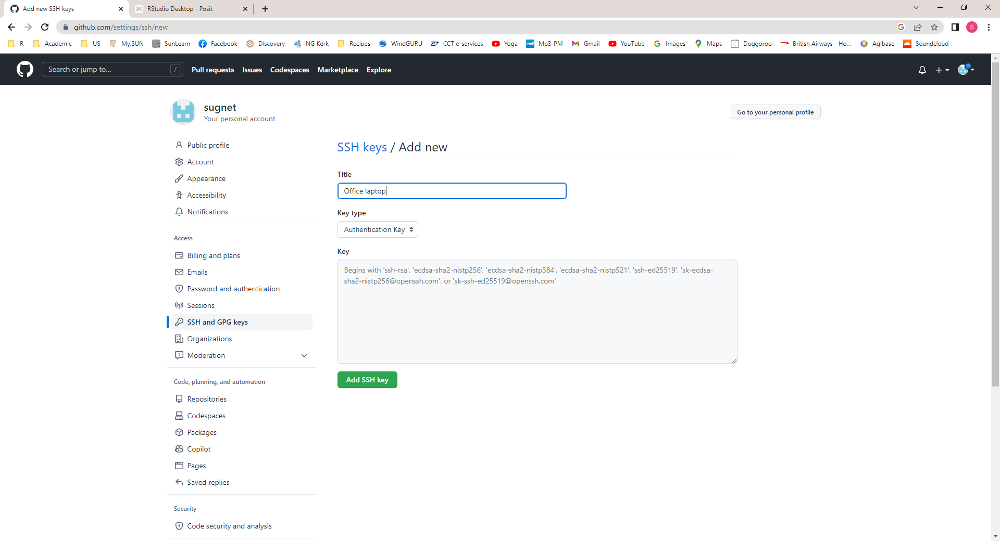 Add new SSH keys
RStudio Desktop - Posit
github.com/settings/ssh/new
S
R
Academic
US
My.SUN
SunLearn
Facebook
Discovery
NG Kerk
Recipes
WindGURU
CCT e-services
Yoga
Mp3-PM
Gmail
YouTube
Images
Maps
Doggoroo
British Airways - Ho...
Agibase
Soundcloud
Search or jump to...
/
Pull requests
Issues
Codespaces
Marketplace
Explore
sugnet
Your personal account
Go to your personal profile
Public profile
Account
Appearance
Accessibility
Notifications
Access
Billing and plans
Emails
Password and authentication
Sessions
SSH and GPG keys
Organizations
Moderation
Code, planning, and automation
Repositories
Codespaces
Packages
Copilot
Pages
Saved replies
Security
Code security and analysis
SSH keys / Add new
Title
Office laptop
Key type
Authentication Key
Key
Begins with 'ssh-rsa', 'ecdsa-sha2-nistp256', 'ecdsa-sha2-nistp384', 'ecdsa-sha2-nistp521', 'ssh-ed25519', 'sk-ecdsa-
sha2-nistp256@openssh.com', or 'sk-ssh-ed25519@openssh.com'
Add SSH key